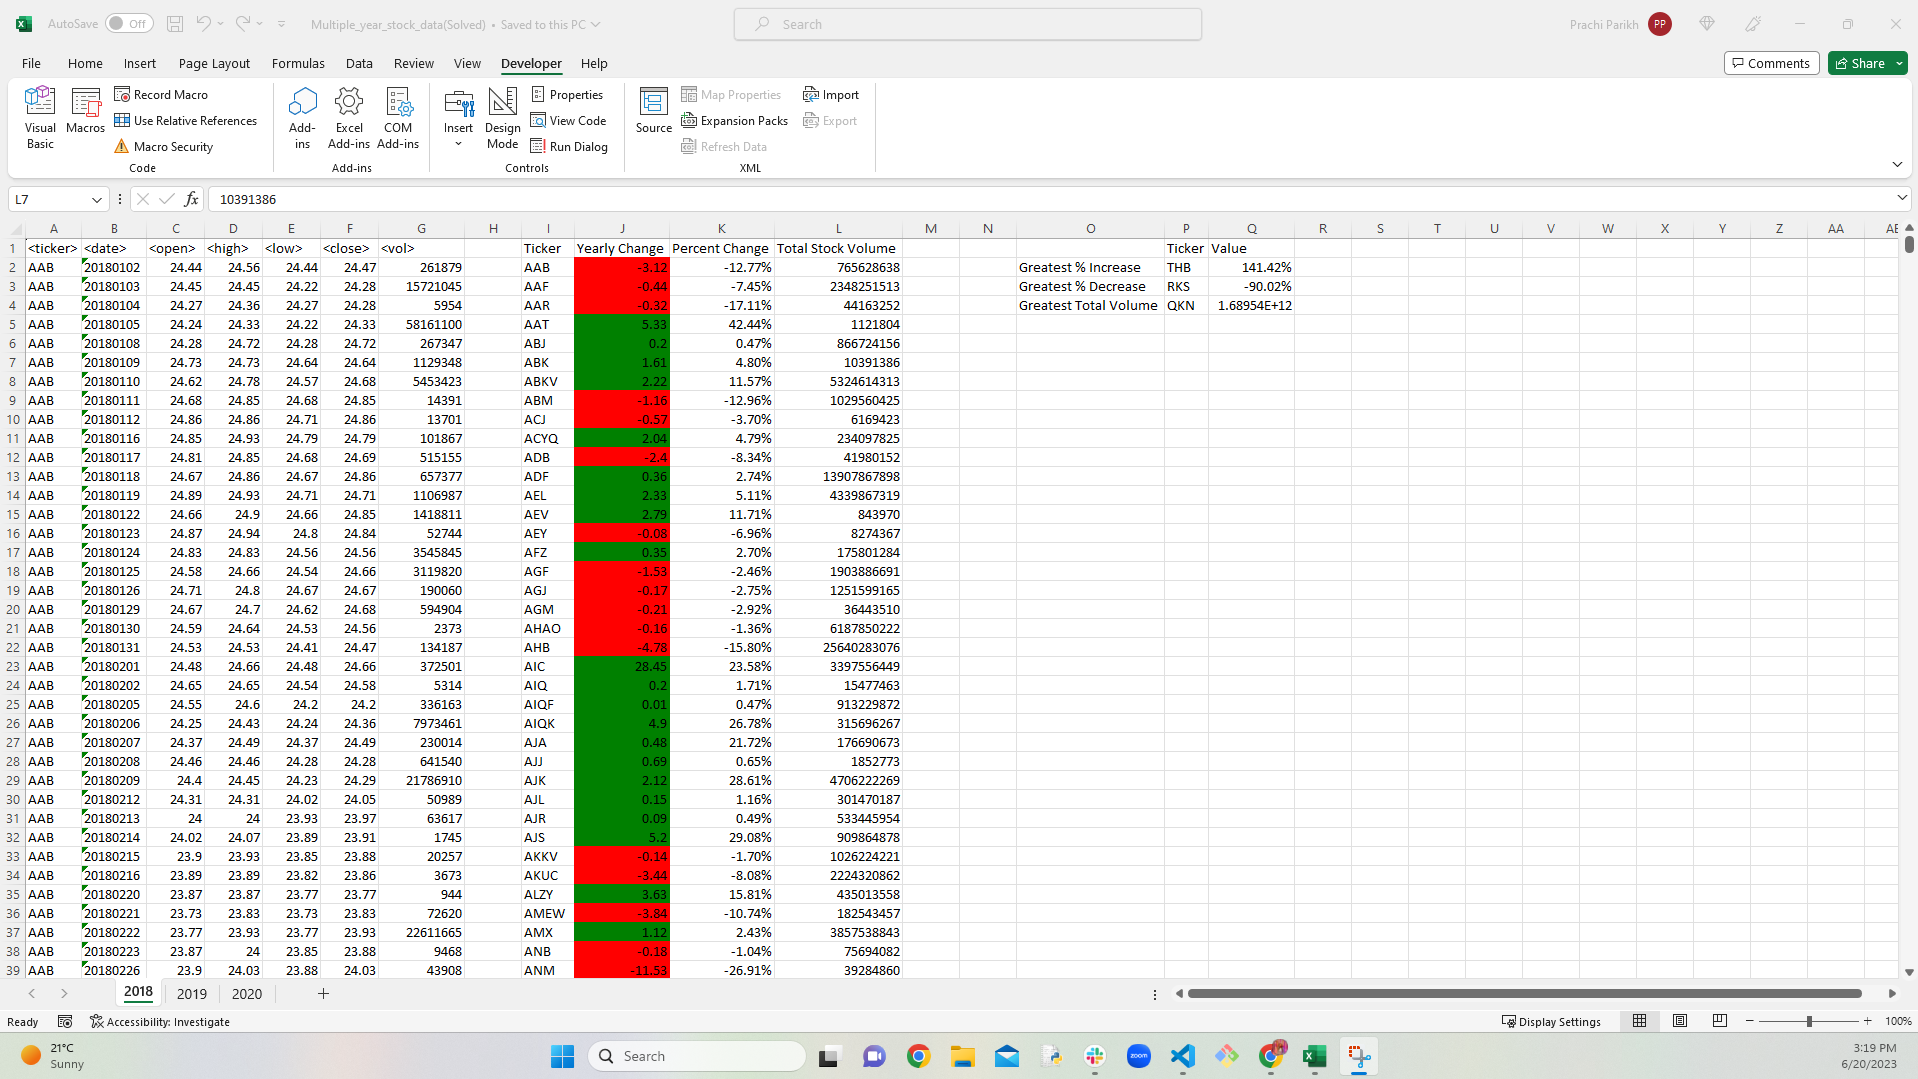 AutoSave Off Multiple_year_stock_data(Solved) • Saved to this PC Search Prachi Parikh PP
File Home Insert Page Layout Formulas Data Review View Developer Help Comments Share
Visual Basic Macros Record Macro Use Relative References Macro Security Code
Add-ins Excel Add-ins COM Add-ins Add-ins
Insert Design Mode Properties View Code Run Dialog Controls
Source Map Properties Expansion Packs Refresh Data Import Export XML
L7 fx 10391386
A B C D E F G H I J K L M N O P Q R S T U V W X Y Z AA AE
1 <ticker> <date> <open> <high> <low> <close> <vol> Ticker Yearly Change Percent Change Total Stock Volume Ticker Value
2 AAB 20180102 24.44 24.56 24.44 24.47 261879 AAB -3.12 -12.77% 765628638 Greatest % Increase THB 141.42%
3 AAB 20180103 24.45 24.45 24.22 24.28 15721045 AAF -0.44 -7.45% 2348251513 Greatest % Decrease RKS -90.02%
4 AAB 20180104 24.27 24.36 24.27 24.28 5954 AAR -0.32 -17.11% 44163252 Greatest Total Volume QKN 1.68954E+12
5 AAB 20180105 24.24 24.33 24.22 24.33 58161100 AAT 5.33 42.44% 1121804
6 AAB 20180108 24.28 24.72 24.28 24.72 267347 ABJ 0.2 0.47% 866724156
7 AAB 20180109 24.73 24.73 24.64 24.64 1129348 ABK 1.61 4.80% 10391386
8 AAB 20180110 24.62 24.78 24.57 24.68 5453423 ABKV 2.22 11.57% 5324614313
9 AAB 20180111 24.68 24.85 24.68 24.85 14391 ABM -1.16 -12.96% 1029560425
10 AAB 20180112 24.86 24.86 24.71 24.86 13701 ACJ -0.57 -3.70% 6169423
11 AAB 20180116 24.85 24.93 24.79 24.79 101867 ACYQ 2.04 4.79% 234097825
12 AAB 20180117 24.81 24.85 24.68 24.69 515155 ADB -2.4 -8.34% 41980152
13 AAB 20180118 24.67 24.86 24.67 24.86 657377 ADF 0.36 2.74% 13907867898
14 AAB 20180119 24.89 24.93 24.71 24.71 1106987 AEL 2.33 5.11% 4339867319
15 AAB 20180122 24.66 24.9 24.66 24.85 1418811 AEV 2.79 11.71% 843970
16 AAB 20180123 24.87 24.94 24.8 24.84 52744 AEY -0.08 -6.96% 8274367
17 AAB 20180124 24.83 24.83 24.56 24.56 3545845 AFZ 0.35 2.70% 175801284
18 AAB 20180125 24.58 24.66 24.54 24.66 3119820 AGF -1.53 -2.46% 1903886691
19 AAB 20180126 24.71 24.8 24.67 24.67 190060 AGJ -0.17 -2.75% 1251599165
20 AAB 20180129 24.67 24.7 24.62 24.68 594904 AGM -0.21 -2.92% 36443510
21 AAB 20180130 24.59 24.64 24.53 24.56 2373 AHAO -0.16 -1.36% 6187850222
22 AAB 20180131 24.53 24.53 24.41 24.47 134187 AHB -4.78 -15.80% 25640283076
23 AAB 20180201 24.48 24.66 24.48 24.66 372501 AIC 28.45 23.58% 3397556449
24 AAB 20180202 24.65 24.65 24.54 24.58 5314 AIQ 0.2 1.71% 15477463
25 AAB 20180205 24.55 24.6 24.2 24.2 336163 AIQF 0.01 0.47% 913229872
26 AAB 20180206 24.25 24.43 24.24 24.36 7973461 AIQK 4.9 26.78% 315696267
27 AAB 20180207 24.37 24.49 24.37 24.49 230014 AJA 0.48 21.72% 176690673
28 AAB 20180208 24.46 24.46 24.28 24.28 641540 AJJ 0.69 0.65% 1852773
29 AAB 20180209 24.4 24.45 24.23 24.29 21786910 AJK 2.12 28.61% 4706222269
30 AAB 20180212 24.31 24.31 24.02 24.05 50989 AJL 0.15 1.16% 301470187
31 AAB 20180213 24 24 23.93 23.97 63617 AJR 0.09 0.49% 533445954
32 AAB 20180214 24.02 24.07 23.89 23.91 1745 AJS 5.2 29.08% 909864878
33 AAB 20180215 23.9 23.93 23.85 23.88 20257 AKKV -0.14 -1.70% 1026224221
34 AAB 20180216 23.89 23.89 23.82 23.86 3673 AKUC -3.44 -8.08% 2224320862
35 AAB 20180220 23.87 23.87 23.77 23.77 944 ALZY 3.63 15.81% 435013558
36 AAB 20180221 23.73 23.83 23.73 23.83 72620 AMEW -3.84 -10.74% 182543457
37 AAB 20180222 23.77 23.93 23.77 23.93 22611665 AMX 1.12 2.43% 3857538843
38 AAB 20180223 23.87 24 23.85 23.88 9468 ANB -0.18 -1.04% 75694082
39 AAB 20180226 23.9 24.03 23.88 24.03 43908 ANM -11.53 -26.91% 39284860
2018 2019 2020
Ready Accessibility: Investigate Display Settings 100%
21°C Sunny Search zoom 3:19 PM
6/20/2023